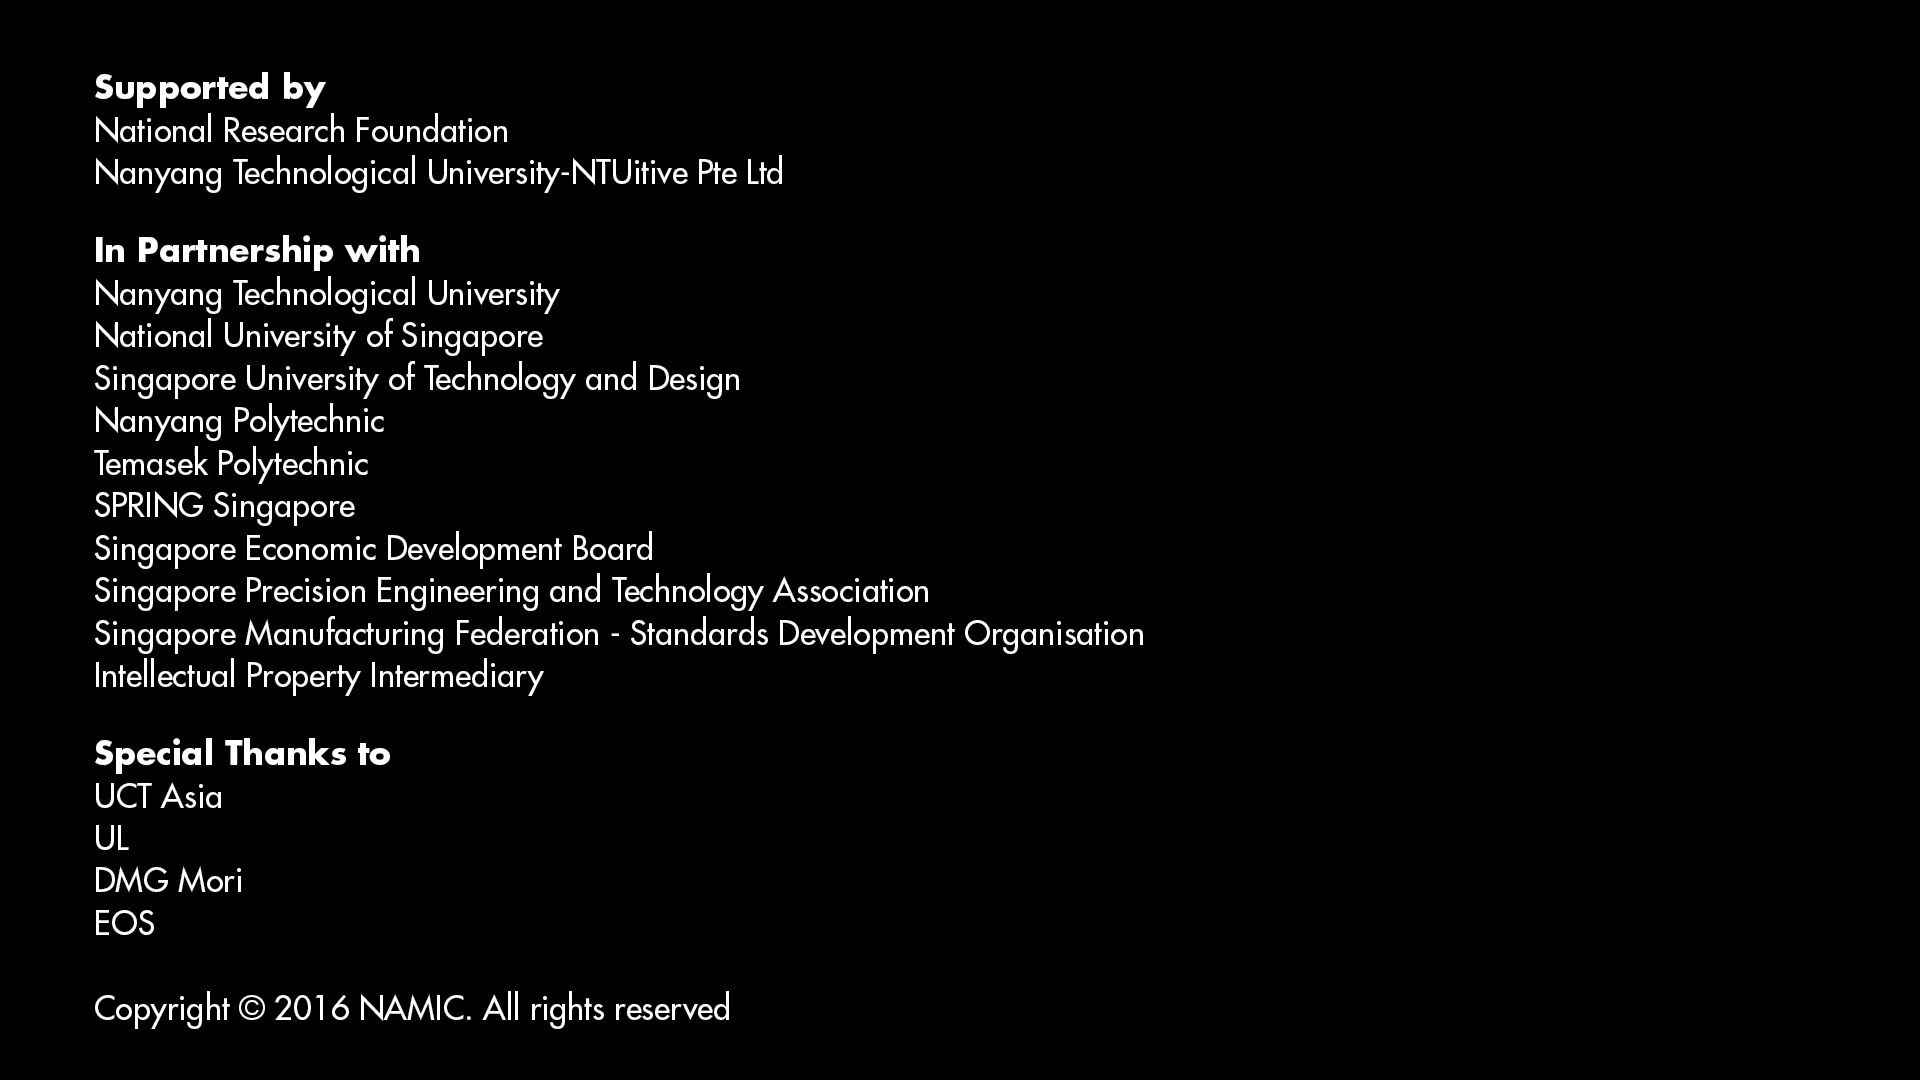 Supported by
National Research Foundation
Nanyang Technological University-NTUitive Pte Ltd
In Partnership with
Nanyang Technological University
National University of Singapore
Singapore University of Technology and Design
Nanyang Polytechnic
Temasek Polytechnic
SPRING Singapore
Singapore Economic Development Board
Singapore Precision Engineering and Technology Association
Singapore Manufacturing Federation - Standards Development Organisation
Intellectual Property Intermediary
Special Thanks to
UCT Asia
UL
DMG Mori
EOS
Copyright © 2016 NAMIC. All rights reserved